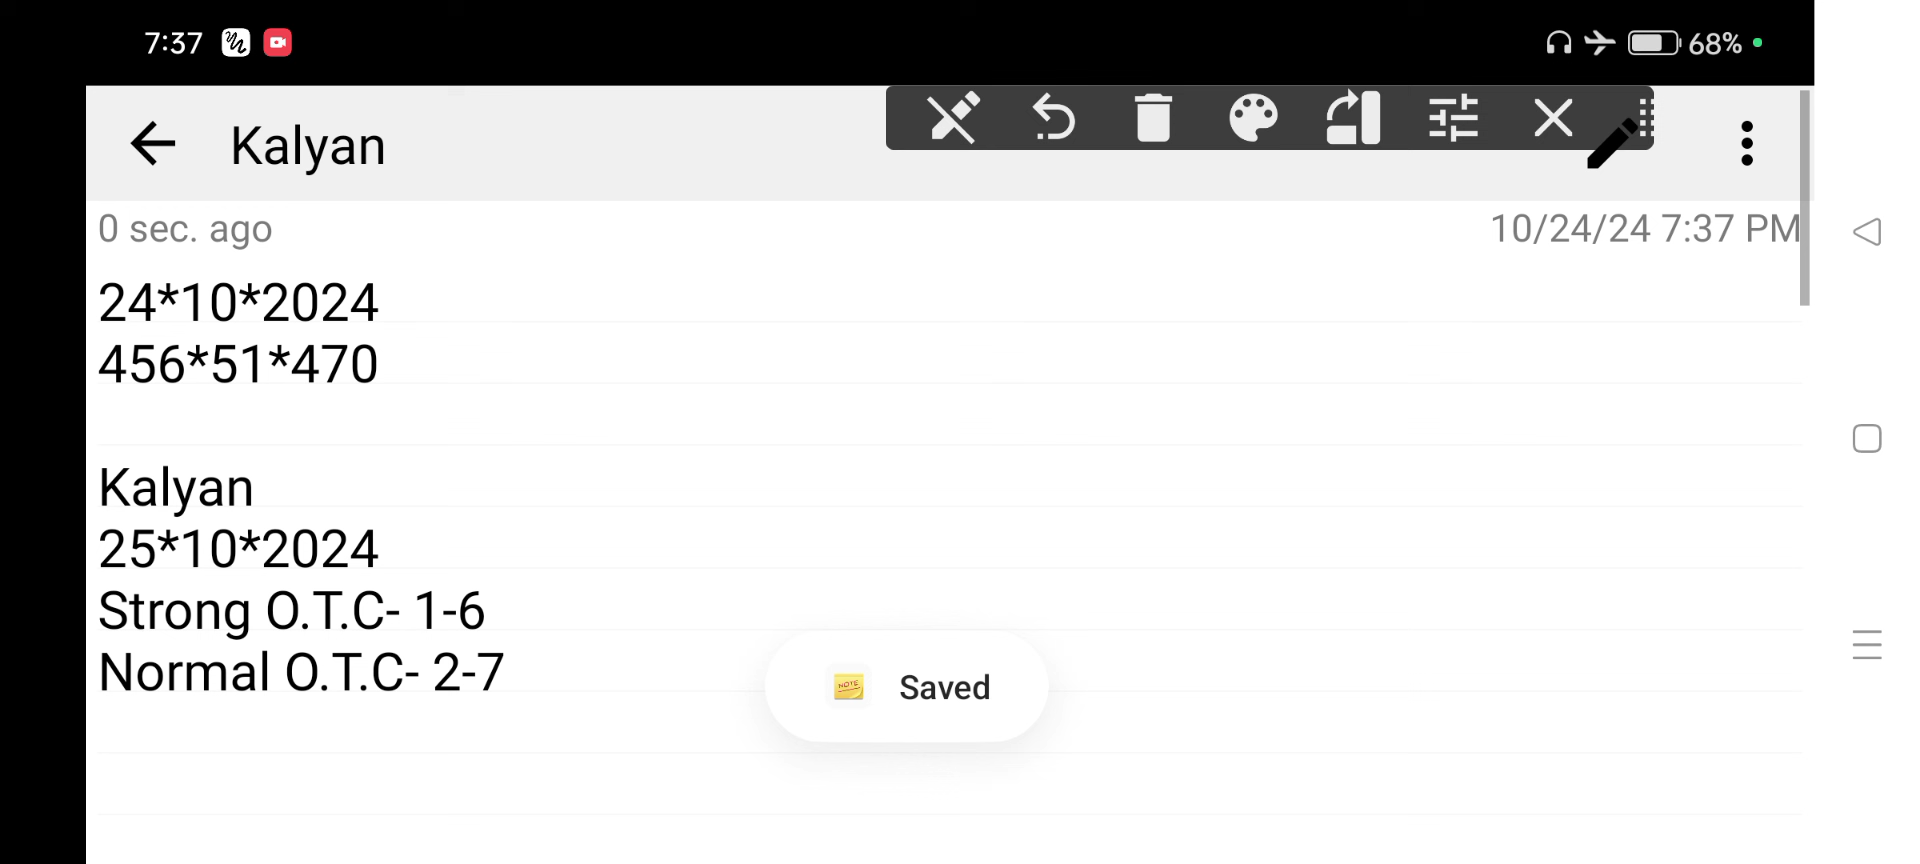 7:37
68%
Kalyan
0 sec. ago
10/24/24 7:37 PM
24*10*2024
456*51*470
Kalyan
25*10*2024
Strong O.T.C- 1-6
Normal O.T.C- 2-7
NOTE
Saved